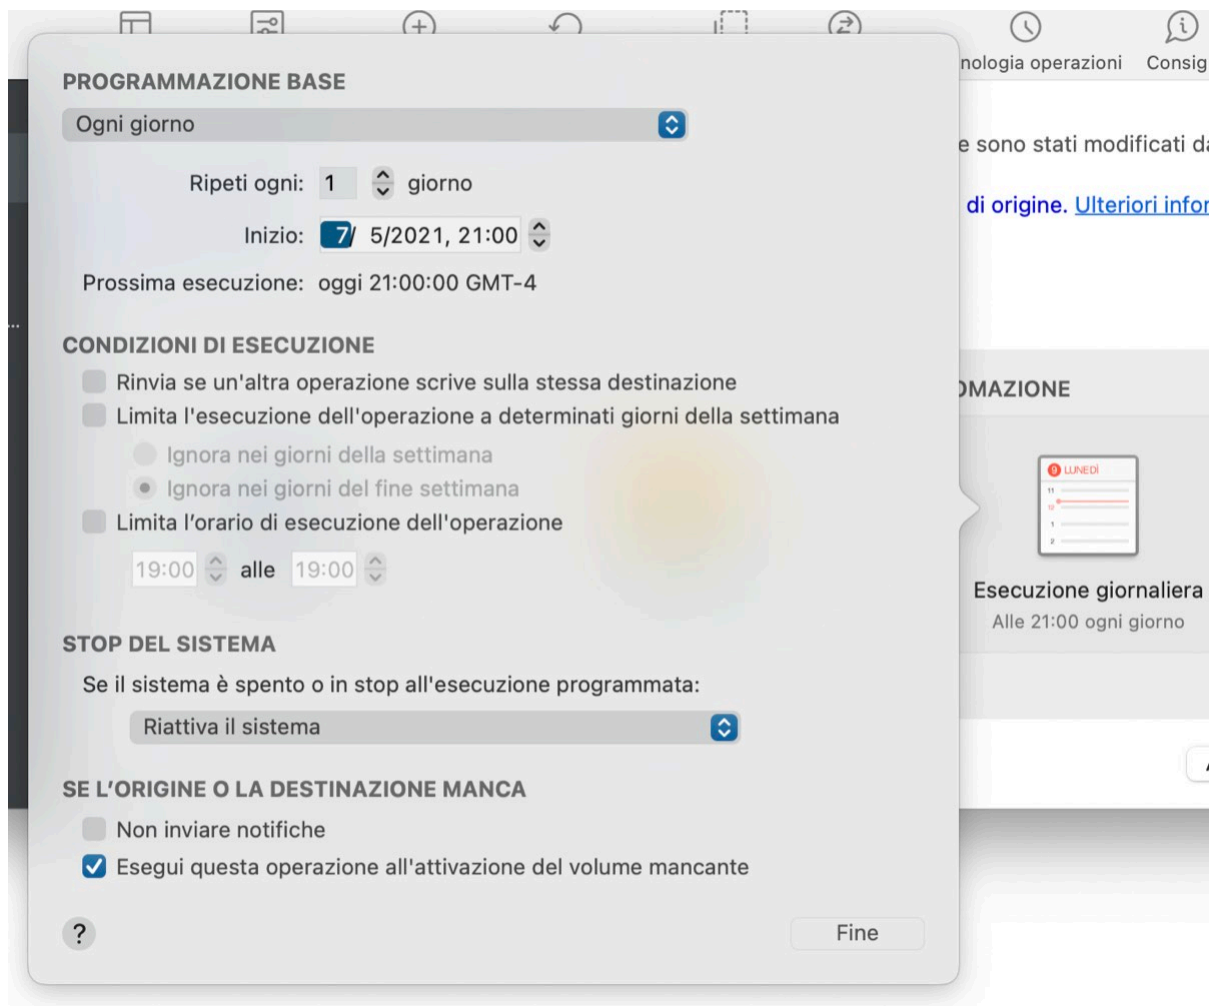 nologia operazioni Consig
PROGRAMMAZIONE BASE
Ogni giorno
e sono stati modificati da
Ripeti ogni: 1 giorno
di origine. Ulteriori infor
Inizio: 7/ 5/2021, 21:00
Prossima esecuzione: oggi 21:00:00 GMT-4
...
CONDIZIONI DI ESECUZIONE
Rinvia se un'altra operazione scrive sulla stessa destinazione
OMAZIONE
Limita l'esecuzione dell'operazione a determinati giorni della settimana
Ignora nei giorni della settimana
Ignora nei giorni del fine settimana
Limita l’orario di esecuzione dell'operazione
19:00 alle 19:00
9 LUNEDÌ
11
12
1
2
Esecuzione giornaliera
Alle 21:00 ogni giorno
STOP DEL SISTEMA
Se il sistema è spento o in stop all'esecuzione programmata:
Riattiva il sistema
SE L’ORIGINE O LA DESTINAZIONE MANCA
Non inviare notifiche
Esegui questa operazione all'attivazione del volume mancante
?
Fine